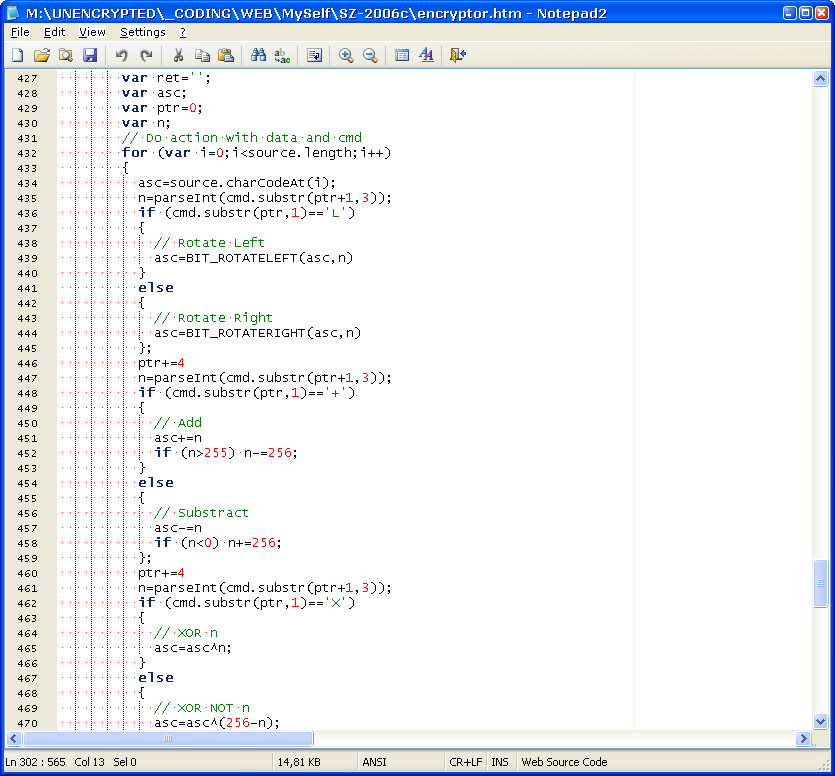 M:\UNENCRYPTED\_CODING\WEB\MySelf\SZ-2006c\encryptor.htm - Notepad2
File Edit View Settings ?
427 var ret='';
428 var asc;
429 var ptr=0;
430 var n;
431 // Do action with data and cmd
432 for (var i=0;i<source.length;i++)
433 {
434 asc=source.charCodeAt(i);
435 n=parseInt(cmd.substr(ptr+1,3));
436 if (cmd.substr(ptr,1)=='L')
437 {
438 // Rotate Left
439 asc=BIT_ROTATELEFT(asc,n)
440 }
441 else
442 {
443 // Rotate Right
444 asc=BIT_ROTATERIGHT(asc,n)
445 };
446 ptr+=4
447 n=parseInt(cmd.substr(ptr+1,3));
448 if (cmd.substr(ptr,1)=='+')
449 {
450 // Add
451 asc+=n
452 if (n>255) n-=256;
453 }
454 else
455 {
456 // Substract
457 asc-=n
458 if (n<0) n+=256;
459 };
460 ptr+=4
461 n=parseInt(cmd.substr(ptr+1,3));
462 if (cmd.substr(ptr,1)=='X')
463 {
464 // XOR n
465 asc=asc^n;
466 }
467 else
468 {
469 // XOR NOT n
470 asc=asc^(256-n);
Ln 302 : 565 Col 13 Sel 0 14,81 KB ANSI CR+LF INS Web Source Code